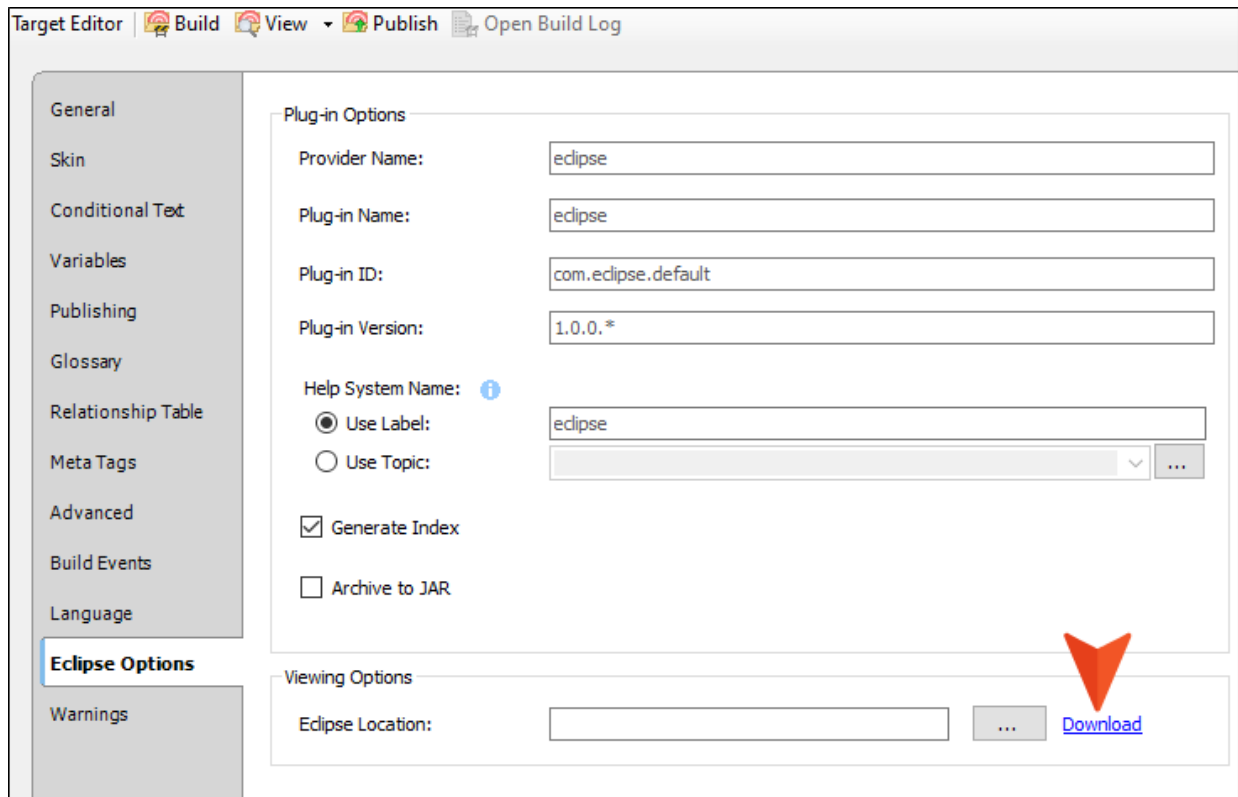 Target Editor Build View Publish Open Build Log
General
Skin
Conditional Text
Variables
Publishing
Glossary
Relationship Table
Meta Tags
Advanced
Build Events
Language
Eclipse Options
Warnings
Plug-in Options
Provider Name: eclipse
Plug-in Name: eclipse
Plug-in ID: com.eclipse.default
Plug-in Version: 1.0.0.*
Help System Name:
Use Label: eclipse
Use Topic: ...
Generate Index
Archive to JAR
Viewing Options
Eclipse Location: ... Download